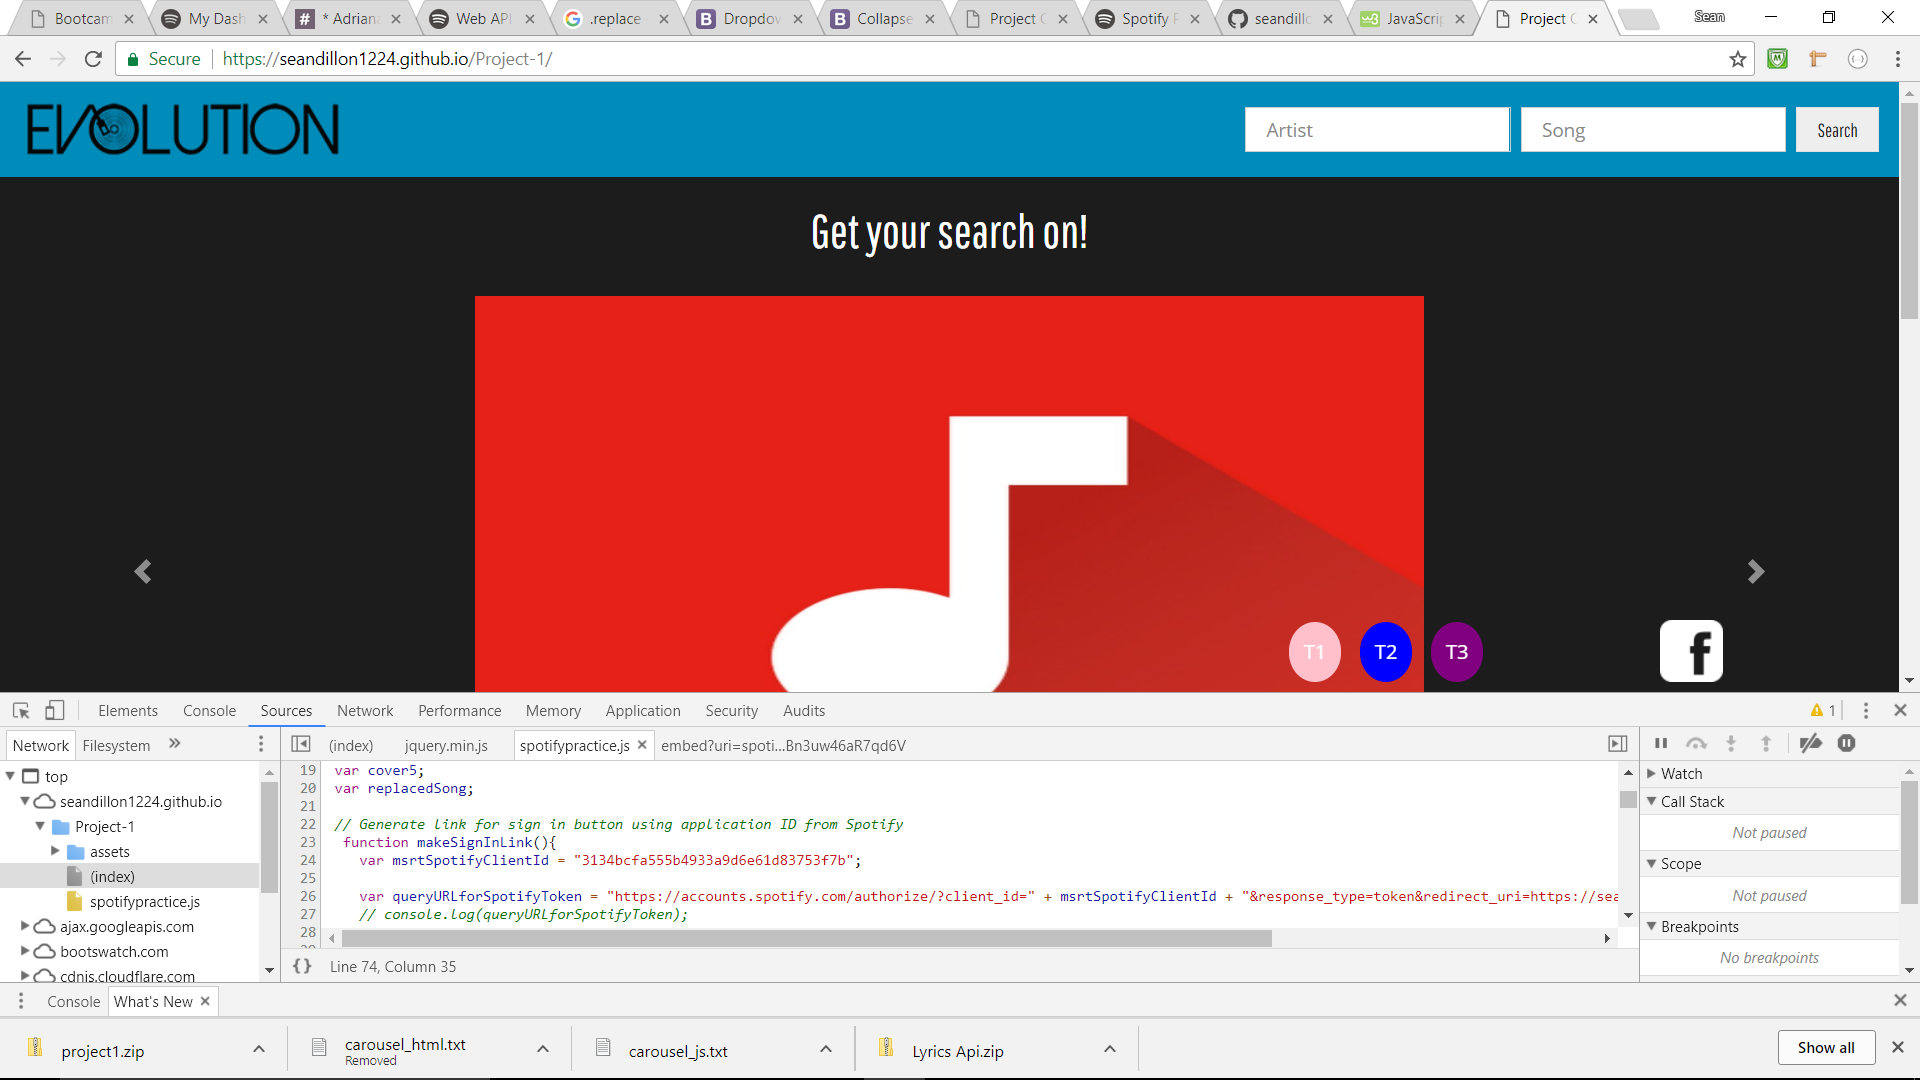 Bootcam My Dash * Adriana Web API .replace Dropdow Collapse Project Spotify seandillo JavaScrip Project Sean
Secure https://seandillon1224.github.io/Project-1/
EVOLUTION Artist Song Search
Get your search on!
T1 T2 T3 f
Elements Console Sources Network Performance Memory Application Security Audits 1
Network Filesystem » (index) jquery.min.js spotifypractice.js embed?uri=spoti...Bn3uw46aR7qd6V
top
seandillon1224.github.io
Project-1
assets
(index)
spotifypractice.js
ajax.googleapis.com
bootswatch.com
cdnjs.cloudflare.com
19 var cover5;
20 var replacedSong;
21
22 // Generate link for sign in button using application ID from Spotify
23 function makeSignInLink(){
24 var msrtSpotifyClientId = "3134bcfa555b4933a9d6e61d83753f7b";
25
26 var queryURLforSpotifyToken = "https://accounts.spotify.com/authorize/?client_id=" + msrtSpotifyClientId + "&response_type=token&redirect_uri=https://sea
27 // console.log(queryURLforSpotifyToken);
28
{} Line 74, Column 35
Watch
Call Stack
Not paused
Scope
Not paused
Breakpoints
No breakpoints
Console What's New
project1.zip carousel_html.txt carousel_js.txt Lyrics Api.zip Show all
Removed